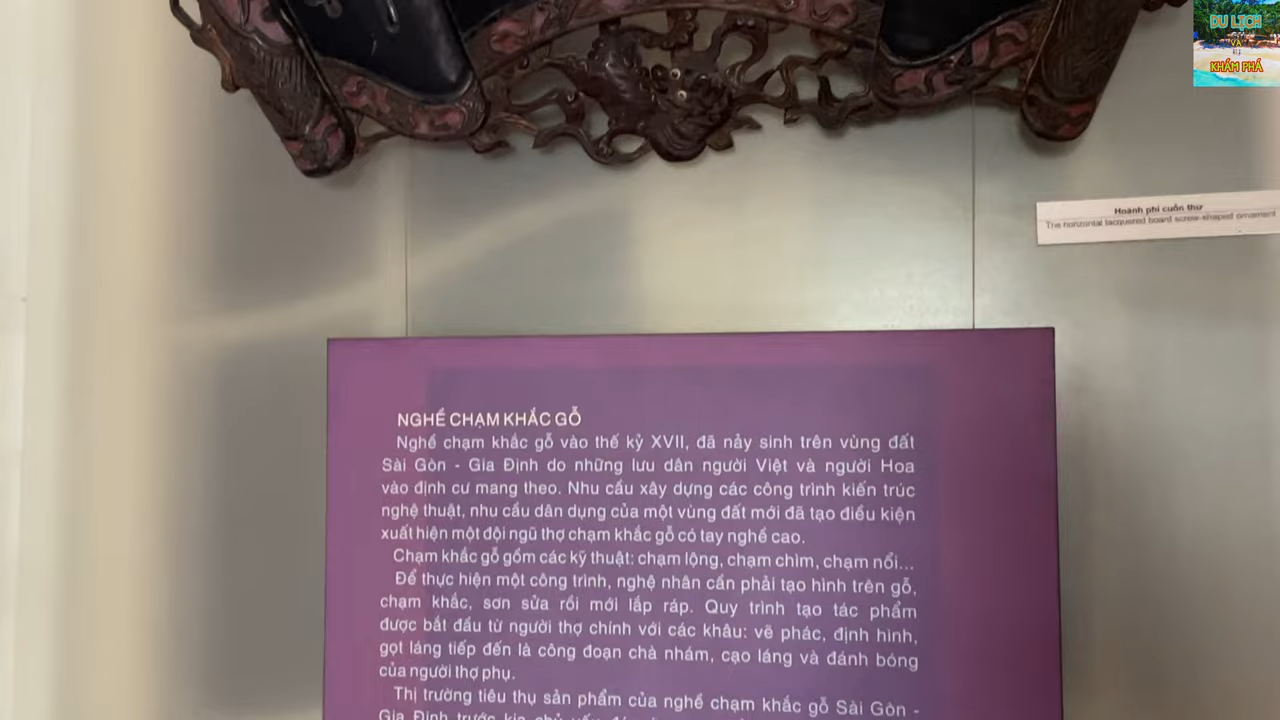 DU LỊCH
VÀ
KHÁM PHÁ
Hoành phi cuốn thư
The horizontal lacquered board screw-shaped ornament
NGHỀ CHẠM KHẮC GỖ
Nghề chạm khắc gỗ vào thế kỷ XVII, đã nảy sinh trên vùng đất
Sài Gòn - Gia Định do những lưu dân người Việt và người Hoa
vào định cư mang theo. Nhu cầu xây dựng các công trình kiến trúc
nghệ thuật, nhu cầu dân dụng của một vùng đất mới đã tạo điều kiện
xuất hiện một đội ngũ thợ chạm khắc gỗ có tay nghề cao.
Chạm khắc gỗ gồm các kỹ thuật: chạm lộng, chạm chìm, chạm nổi...
Để thực hiện một công trình, nghệ nhân cần phải tạo hình trên gỗ,
chạm khắc, sơn sửa rồi mới lắp ráp. Quy trình tạo tác phẩm
được bắt đầu từ người thợ chính với các khâu: vẽ phác, định hình,
gọt láng tiếp đến là công đoạn chà nhám, cạo láng và đánh bóng
của người thợ phụ.
Thị trường tiêu thụ sản phẩm của nghề chạm khắc gỗ Sài Gòn -
Gia Định trước kia chủ yếu